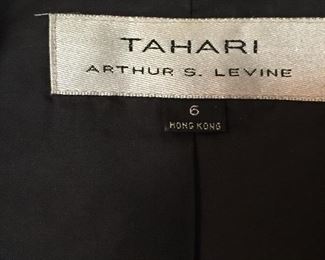 TAHARI
ARTHUR S. LEVINE
6
HONG KONG